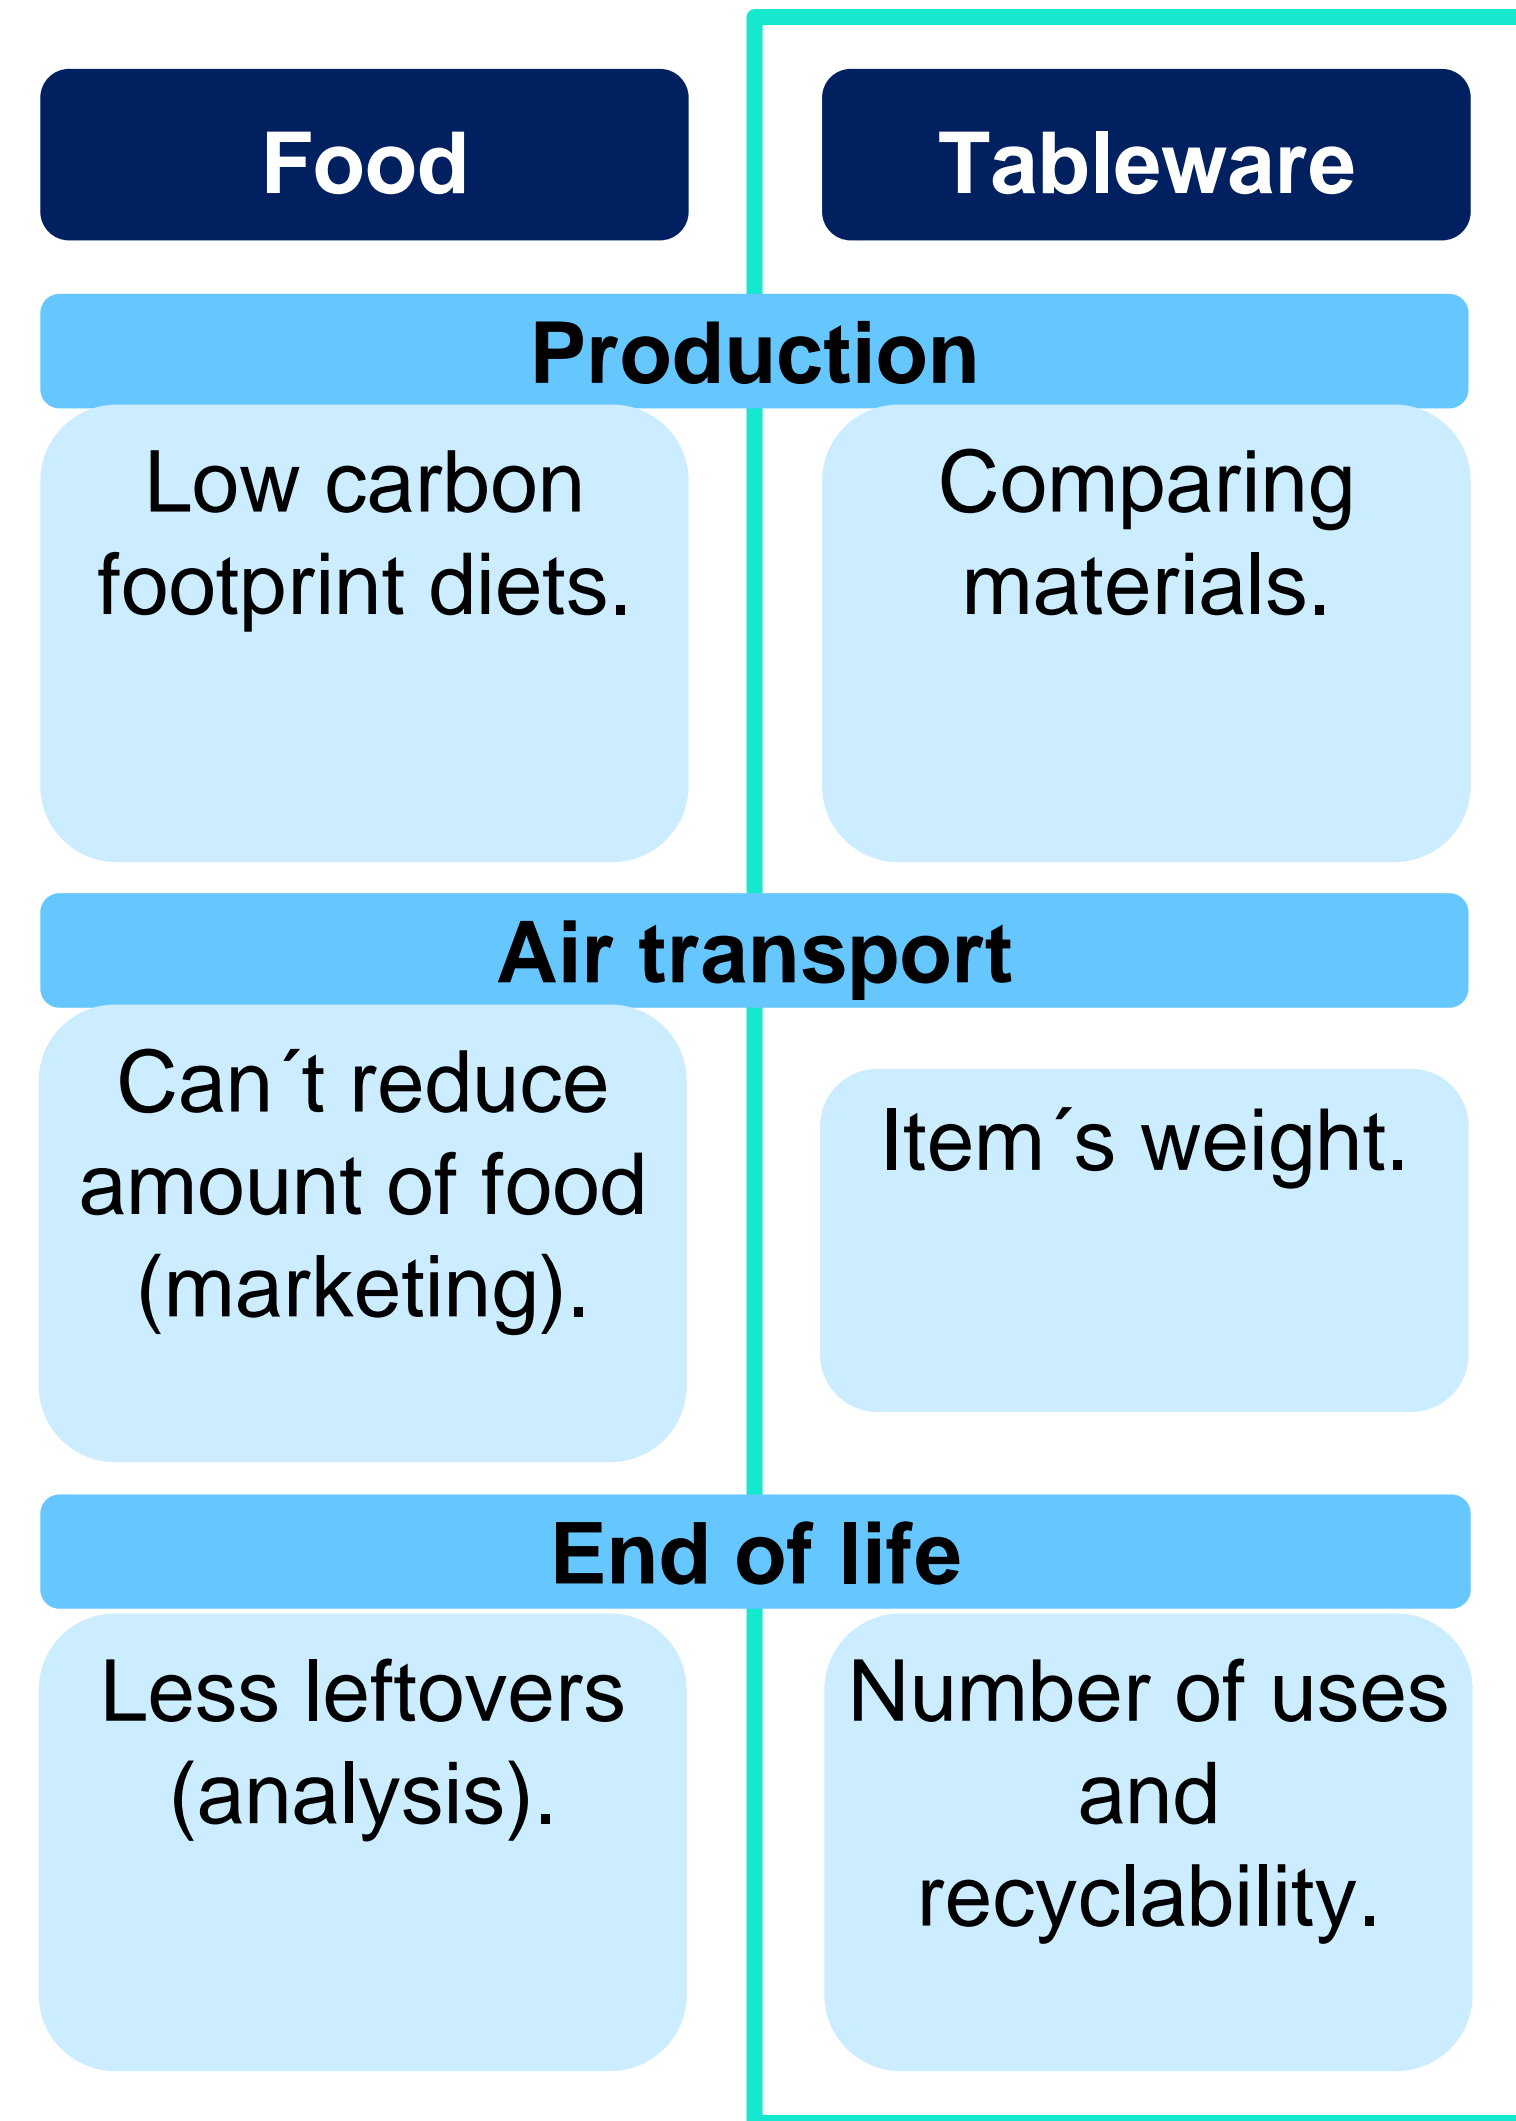 Food
Tableware
Production
Low carbon
footprint diets.
Comparing
materials.
Air transport
Can´t reduce
amount of food
(marketing).
Item´s weight.
End of life
Less leftovers
(analysis).
Number of uses
and
recyclability.